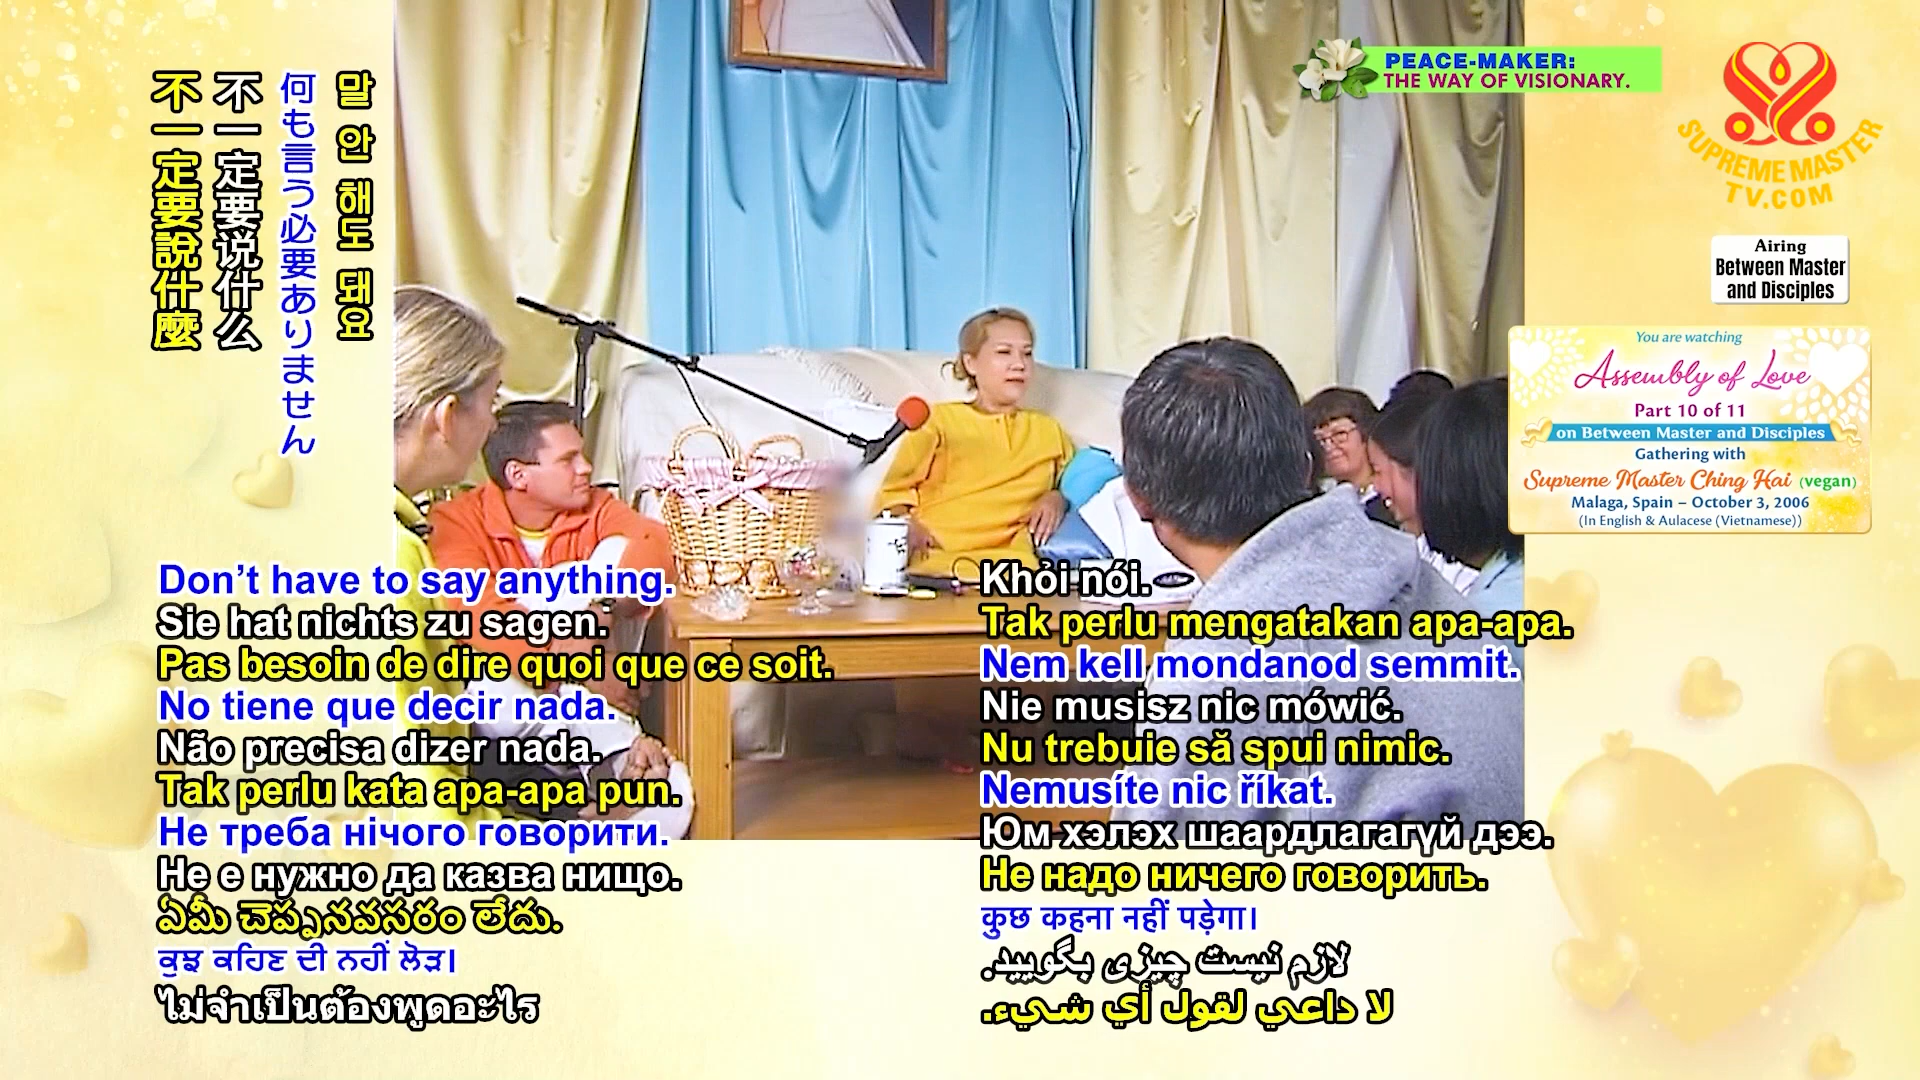 말 안 해도 돼요
何も言う必要ありません
不一定要说什么
不一定要說什麼
PEACE-MAKER:
THE WAY OF VISIONARY.
SUPREME MASTER
TV.COM
Airing
Between Master
and Disciples
You are watching
Assembly of Love
Part 10 of 11
on Between Master and Disciples
Gathering with
Supreme Master Ching Hai (vegan)
Malaga, Spain – October 3, 2006
(In English & Aulacese (Vietnamese))
Don’t have to say anything.
Sie hat nichts zu sagen.
Pas besoin de dire quoi que ce soit.
No tiene que decir nada.
Não precisa dizer nada.
Tak perlu kata apa-apa pun.
Не треба нічого говорити.
Не е нужно да казва нищо.
ఏమీ చెప్పనవసరం లేదు.
ਕੁਝ ਕਹਿਣ ਦੀ ਨਹੀਂ ਲੋੜ।
ไม่จำเป็นต้องพูดอะไร
Khỏi nói.
Tak perlu mengatakan apa-apa.
Nem kell mondanod semmit.
Nie musisz nic mówić.
Nu trebuie să spui nimic.
Nemusíte nic říkat.
Юм хэлэх шаардлагагүй дээ.
Не надо ничего говорить.
कुछ कहना नहीं पड़ेगा।
لازم نیست چیزی بگویید.
لا داعي لقول أي شيء.